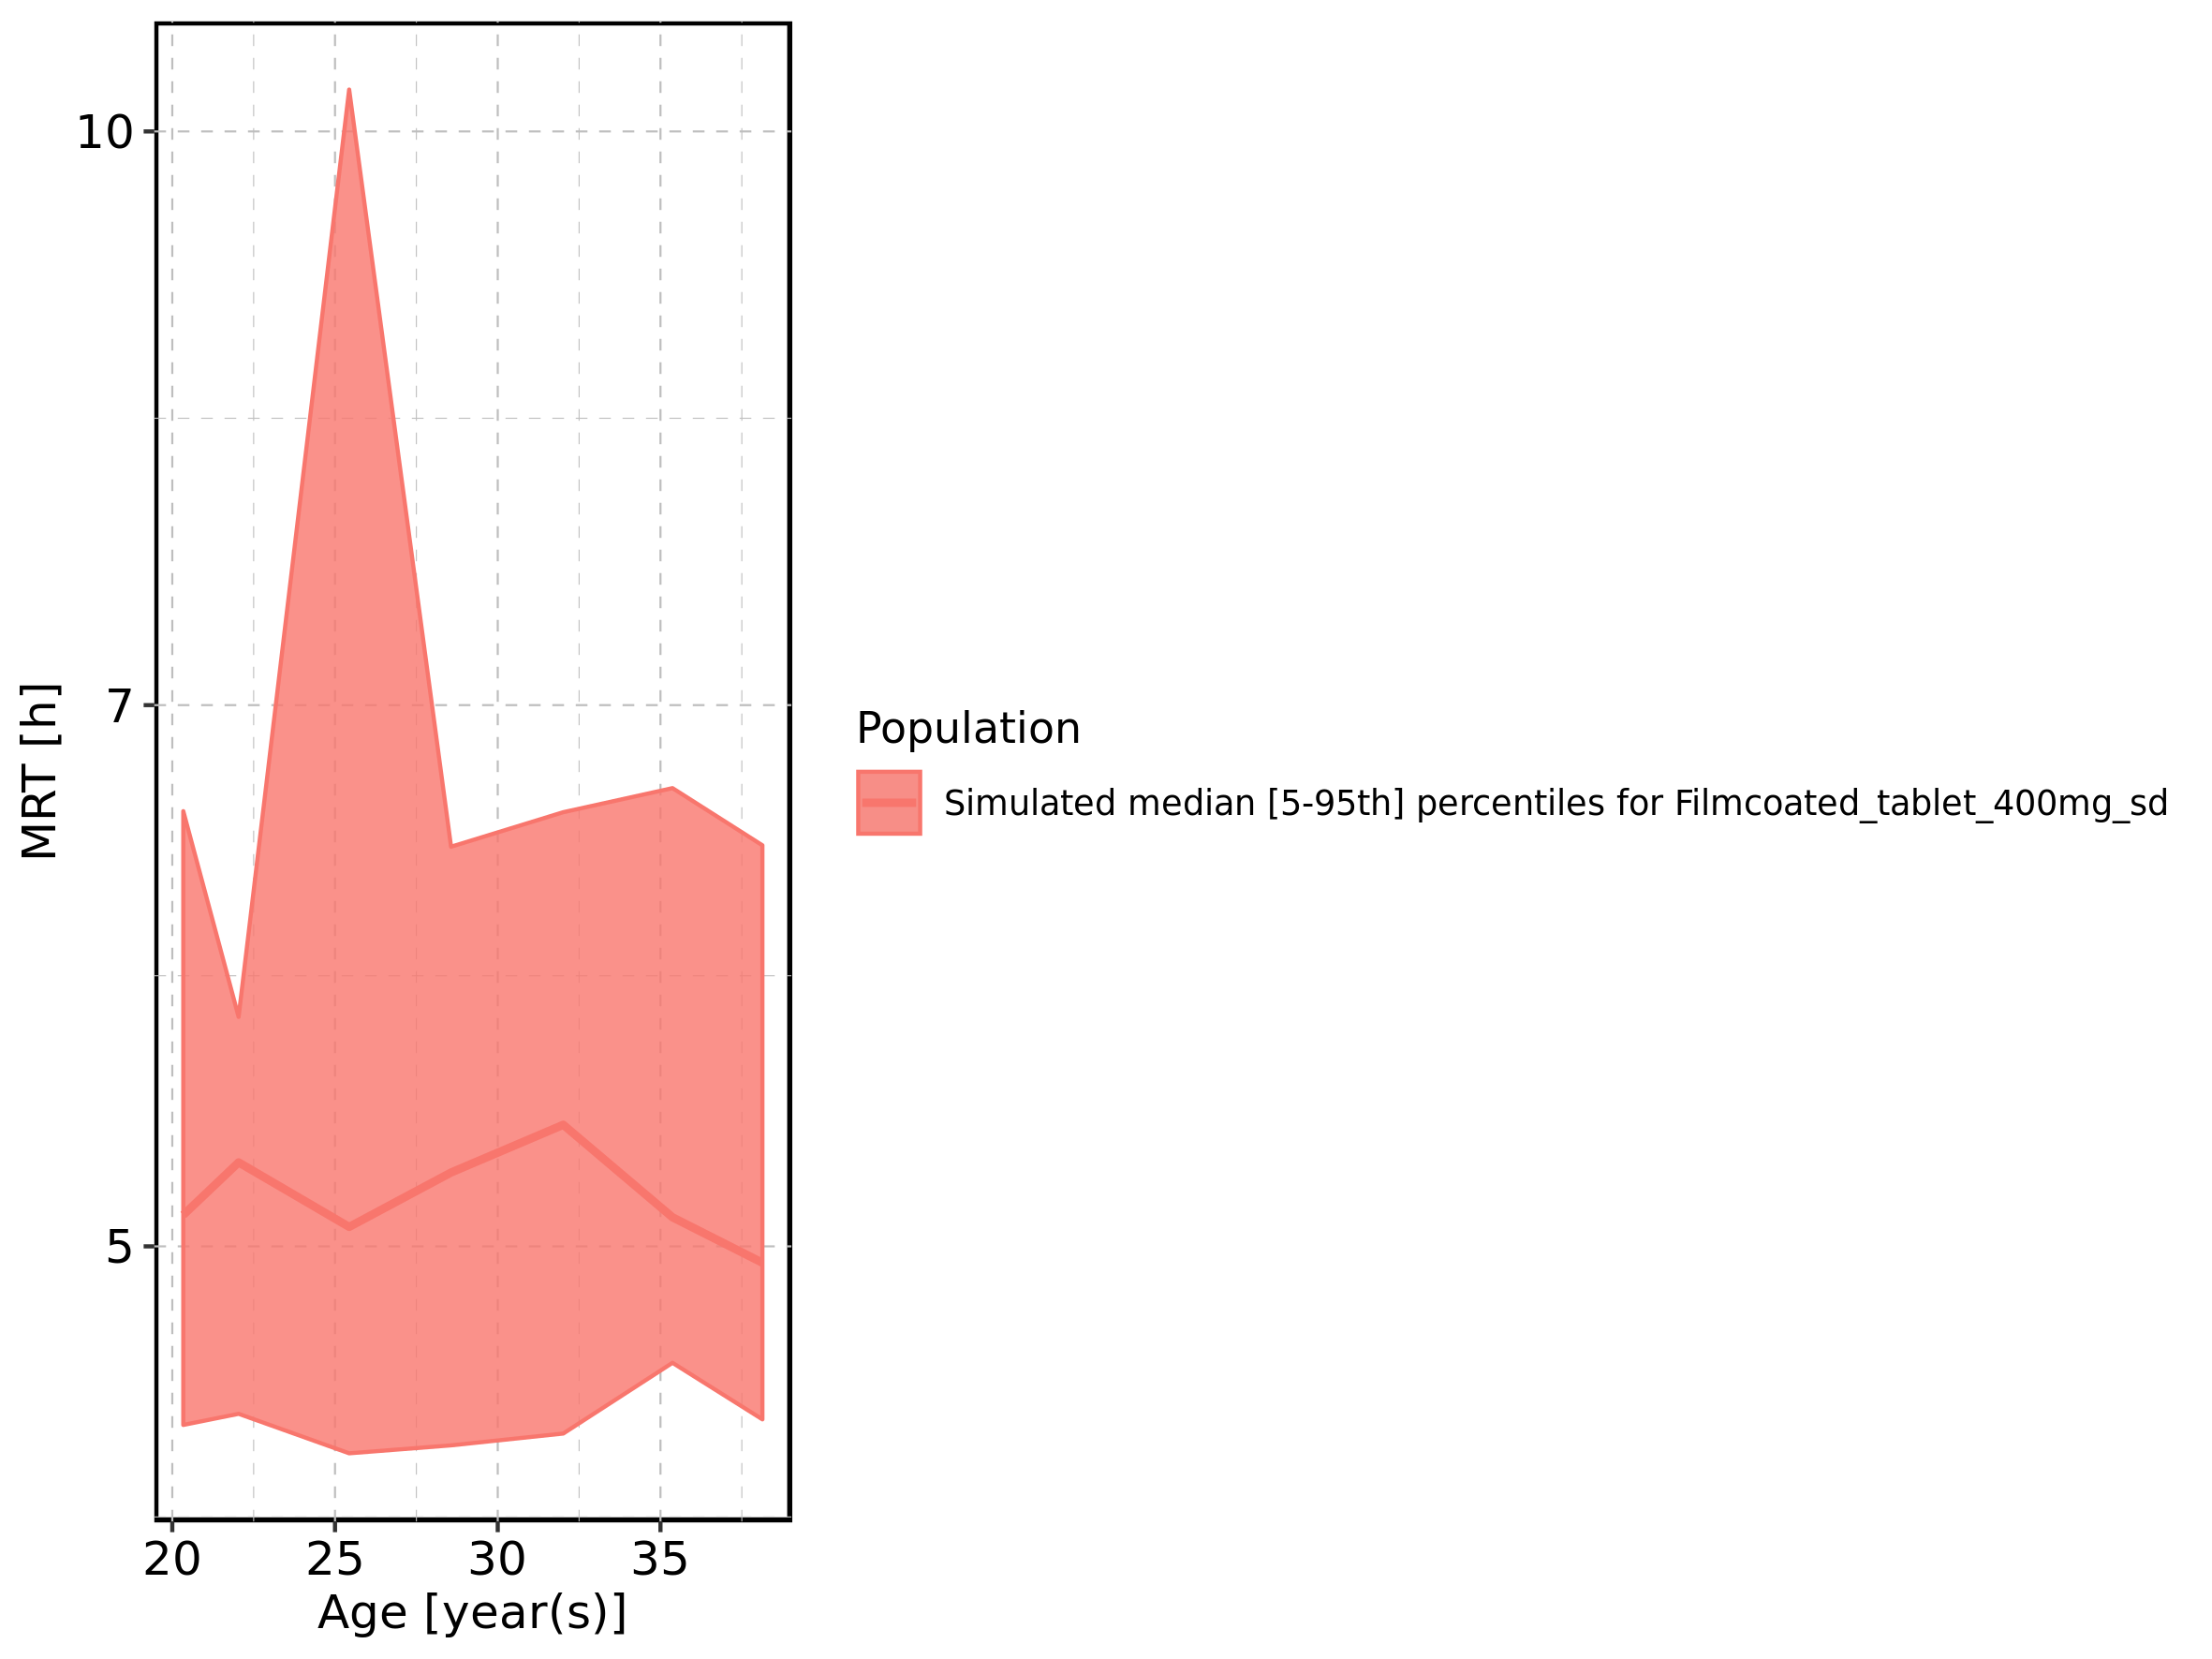 10
7
5
MRT [h]
20 25 30 35
Age [year(s)]
Population
Simulated median [5-95th] percentiles for Filmcoated_tablet_400mg_sd